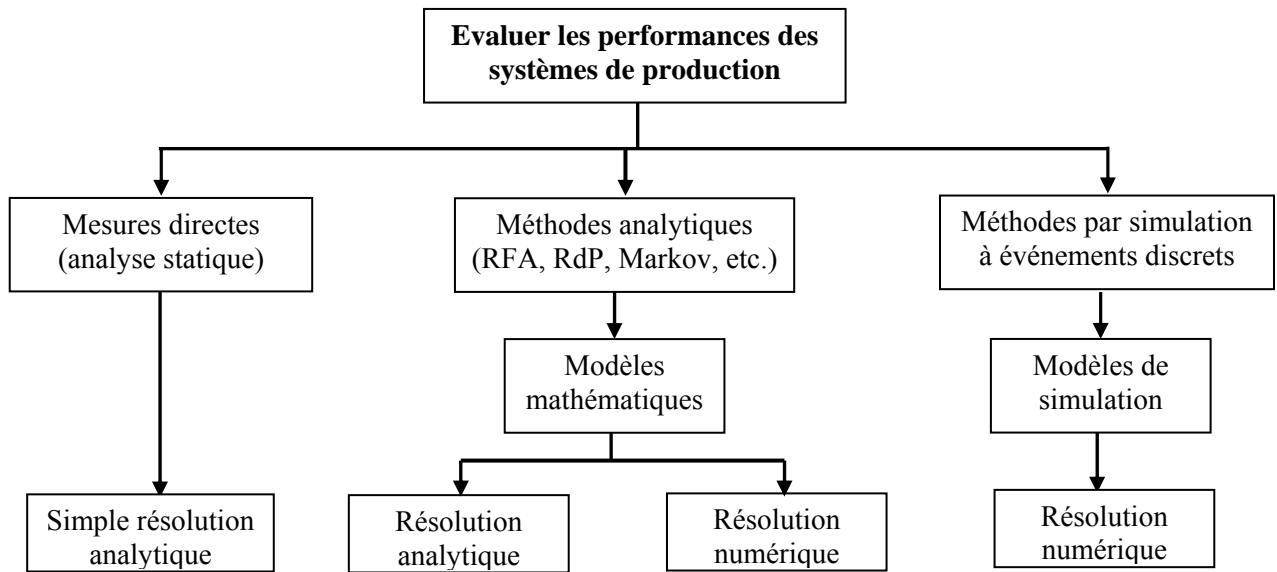 Evaluer les performances des
systèmes de production
Mesures directes
(analyse statique)
Méthodes analytiques
(RFA, RdP, Markov, etc.)
Méthodes par simulation
à événements discrets
Modèles
mathématiques
Modèles de
simulation
Simple résolution
analytique
Résolution
analytique
Résolution
numérique
Résolution
numérique